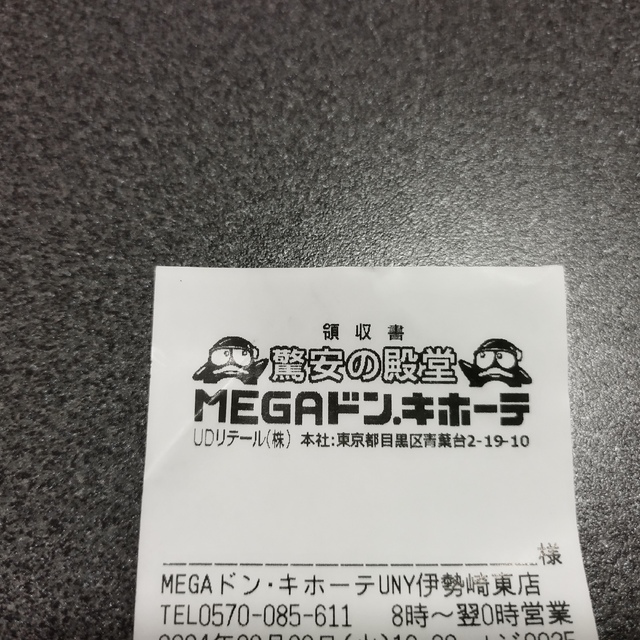 領収書
驚安の殿堂
MEGAドン.キホーテ
UDリテール(株) 本社:東京都目黒区青葉台2-19-10
様
MEGAドン・キホーテUNY伊勢崎東店
TEL0570-085-611 8時～翌0時営業